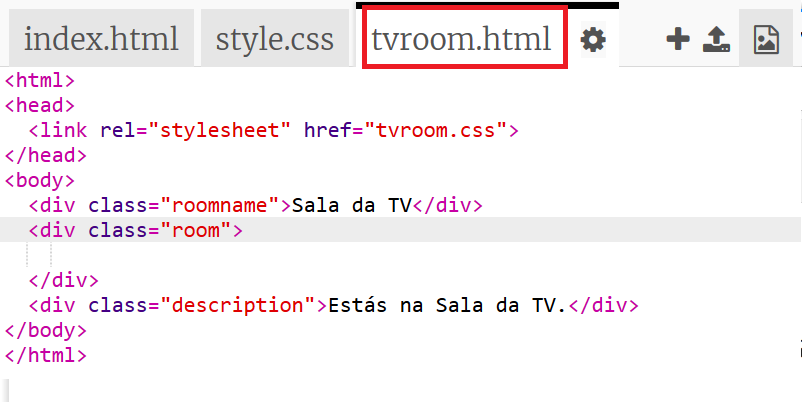 index.html style.css tvroom.html
<html>
<head>
<link rel="stylesheet" href="tvroom.css">
</head>
<body>
<div class="roomname">Sala da TV</div>
<div class="room">
</div>
<div class="description">Estás na Sala da TV.</div>
</body>
</html>